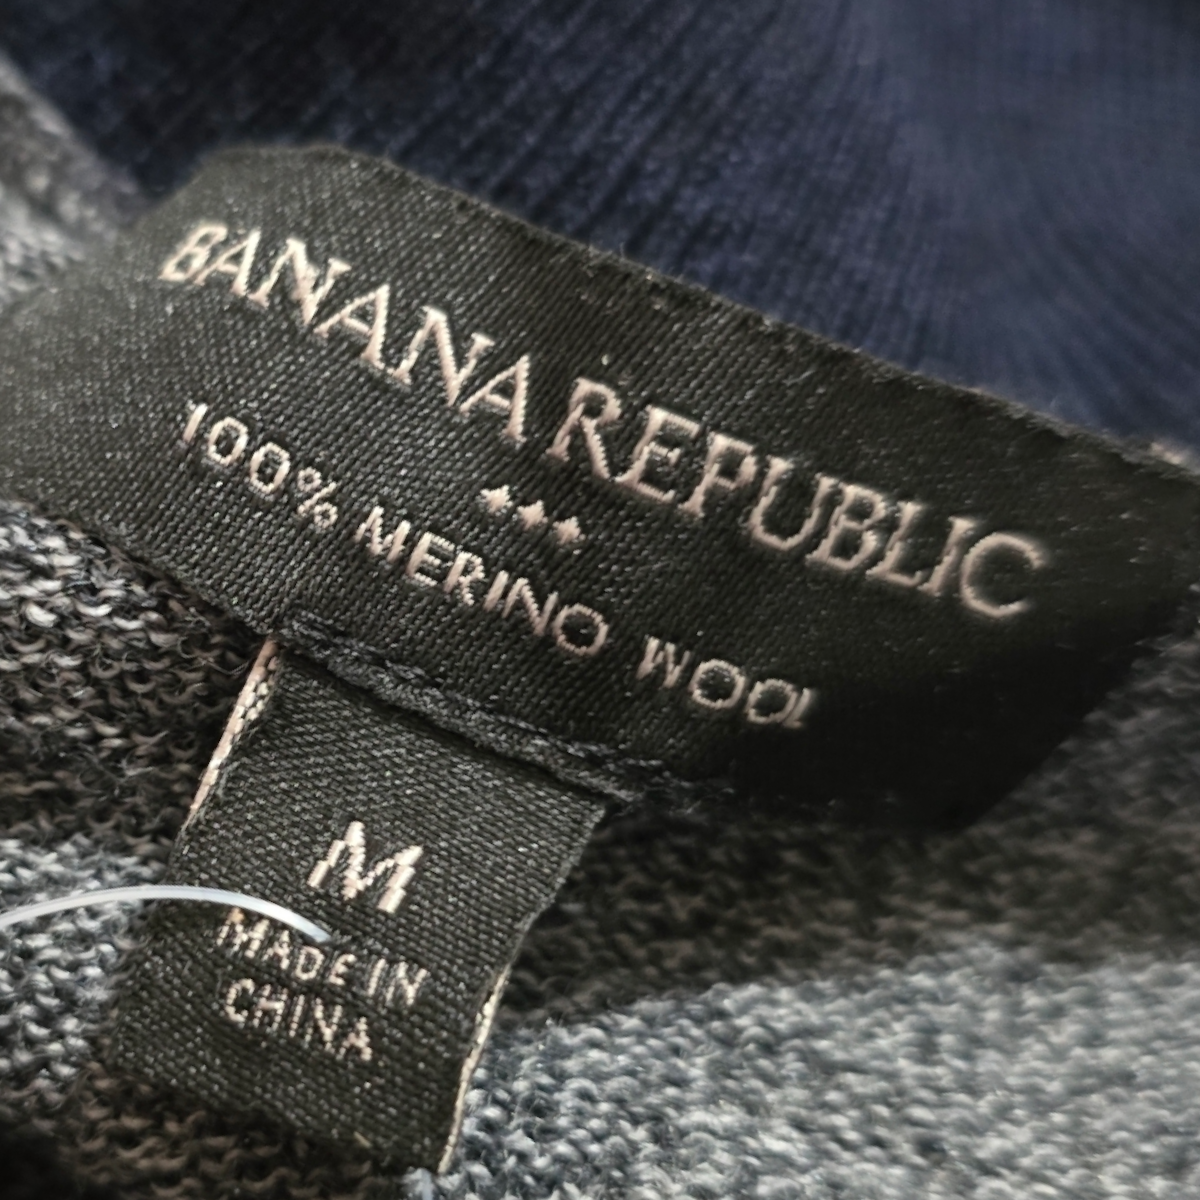 BANANA REPUBLIC
100% MERINO WOOL
M
MADE IN
CHINA